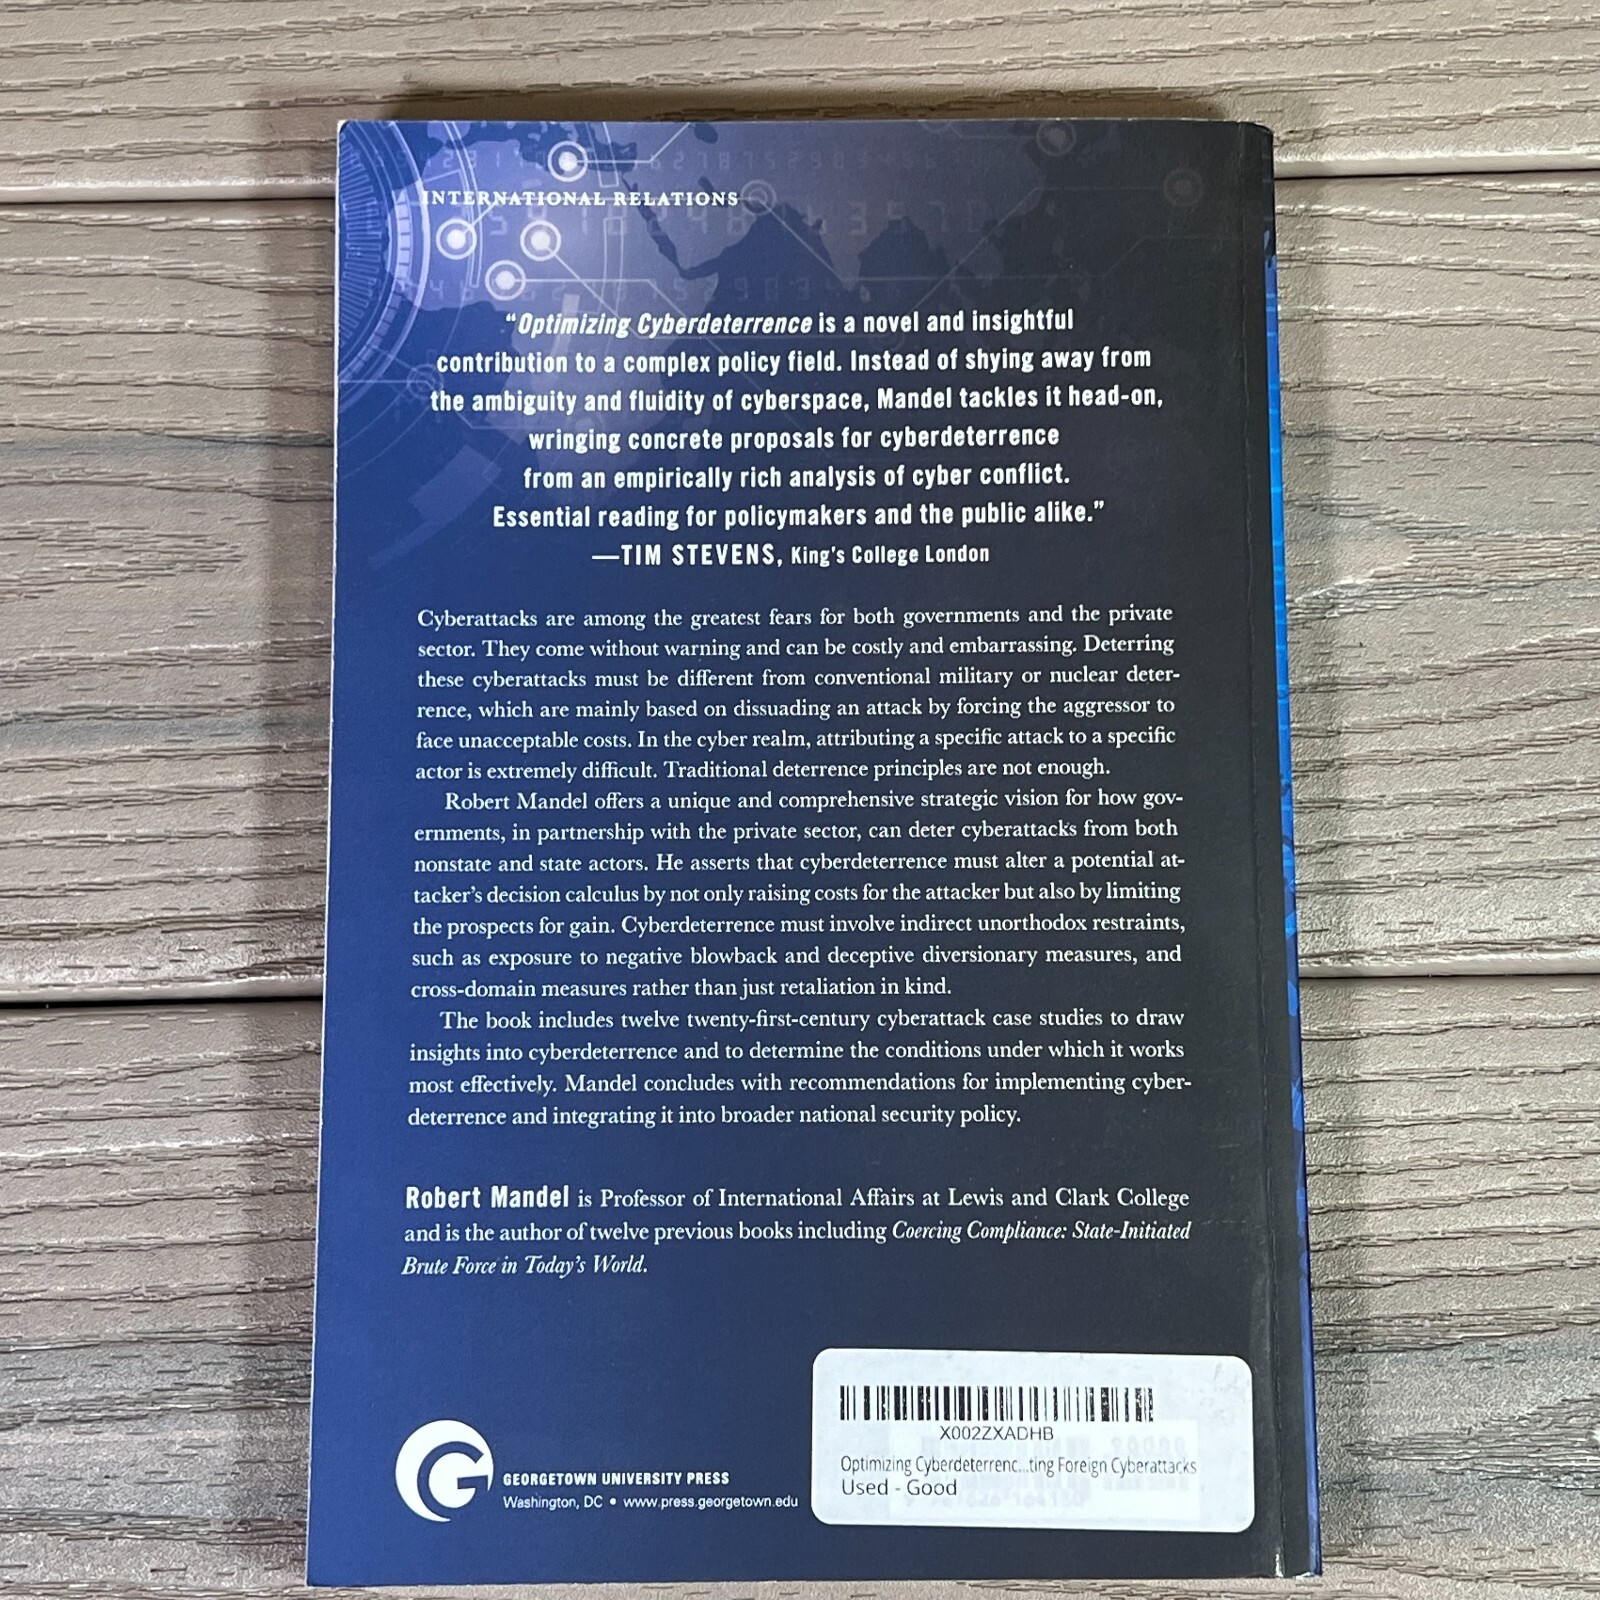 INTERNATIONAL RELATIONS
“Optimizing Cyberdeterrence is a novel and insightful
contribution to a complex policy field. Instead of shying away from
the ambiguity and fluidity of cyberspace, Mandel tackles it head-on,
wringing concrete proposals for cyberdeterrence
from an empirically rich analysis of cyber conflict.
Essential reading for policymakers and the public alike.”
—TIM STEVENS, King's College London
Cyberattacks are among the greatest fears for both governments and the private
sector. They come without warning and can be costly and embarrassing. Deterring
these cyberattacks must be different from conventional military or nuclear deter-
rence, which are mainly based on dissuading an attack by forcing the aggressor to
face unacceptable costs. In the cyber realm, attributing a specific attack to a specific
actor is extremely difficult. Traditional deterrence principles are not enough.
Robert Mandel offers a unique and comprehensive strategic vision for how gov-
ernments, in partnership with the private sector, can deter cyberattacks from both
nonstate and state actors. He asserts that cyberdeterrence must alter a potential at-
tacker's decision calculus by not only raising costs for the attacker but also by limiting
the prospects for gain. Cyberdeterrence must involve indirect unorthodox restraints,
such as exposure to negative blowback and deceptive diversionary measures, and
cross-domain measures rather than just retaliation in kind.
The book includes twelve twenty-first-century cyberattack case studies to draw
insights into cyberdeterrence and to determine the conditions under which it works
most effectively. Mandel concludes with recommendations for implementing cyber-
deterrence and integrating it into broader national security policy.
Robert Mandel is Professor of International Affairs at Lewis and Clark College
and is the author of twelve previous books including Coercing Compliance: State-Initiated
Brute Force in Today's World.
GEORGETOWN UNIVERSITY PRESS
Washington, DC • www.press.georgetown.edu
X002ZXADHB
Optimizing Cyberdeterrenc...ting Foreign Cyberattacks
Used - Good